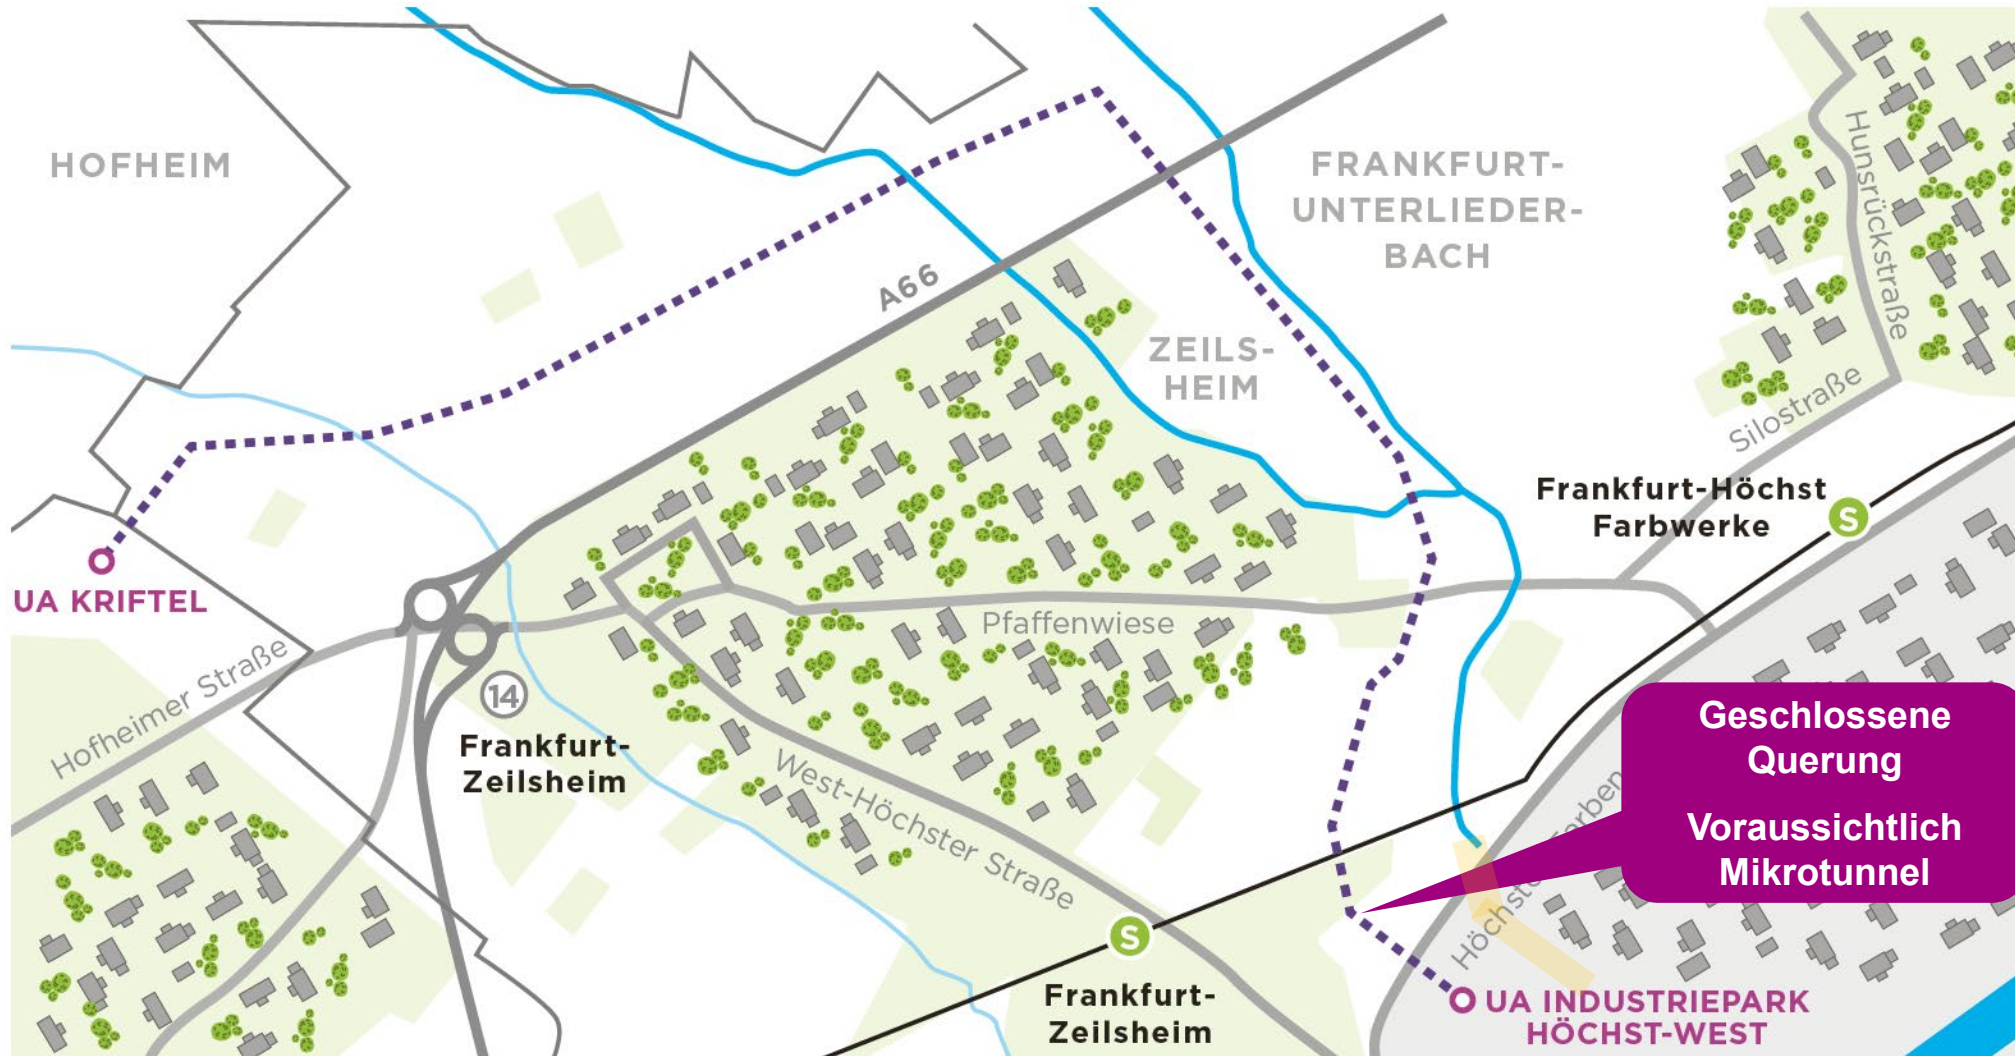 HOFHEIM
FRANKFURT-
UNTERLIEDER-
BACH
Hunsrückstraße
A66
ZEILS-
HEIM
Silostraße
Frankfurt-Höchst
Farbwerke
S
UA KRIFTEL
Pfaffenwiese
Hofheimer Straße
14
Frankfurt-
Zeilsheim
West-Höchster Straße
Geschlossene
Querung
Voraussichtlich
Mikrotunnel
S
Frankfurt-
Zeilsheim
UA INDUSTRIEPARK
HÖCHST-WEST